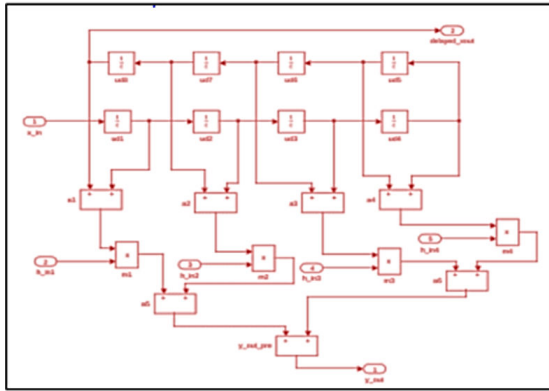 2
delayed_xout
ud8
ud7
ud6
ud5
1
x_in
ud1
ud2
ud3
ud4
a1
a2
a3
a4
2
h_in1
x
m1
3
h_in2
x
m2
4
h_in3
x
m3
5
h_in4
x
m4
a5
a6
y_out_pre
1
y_out